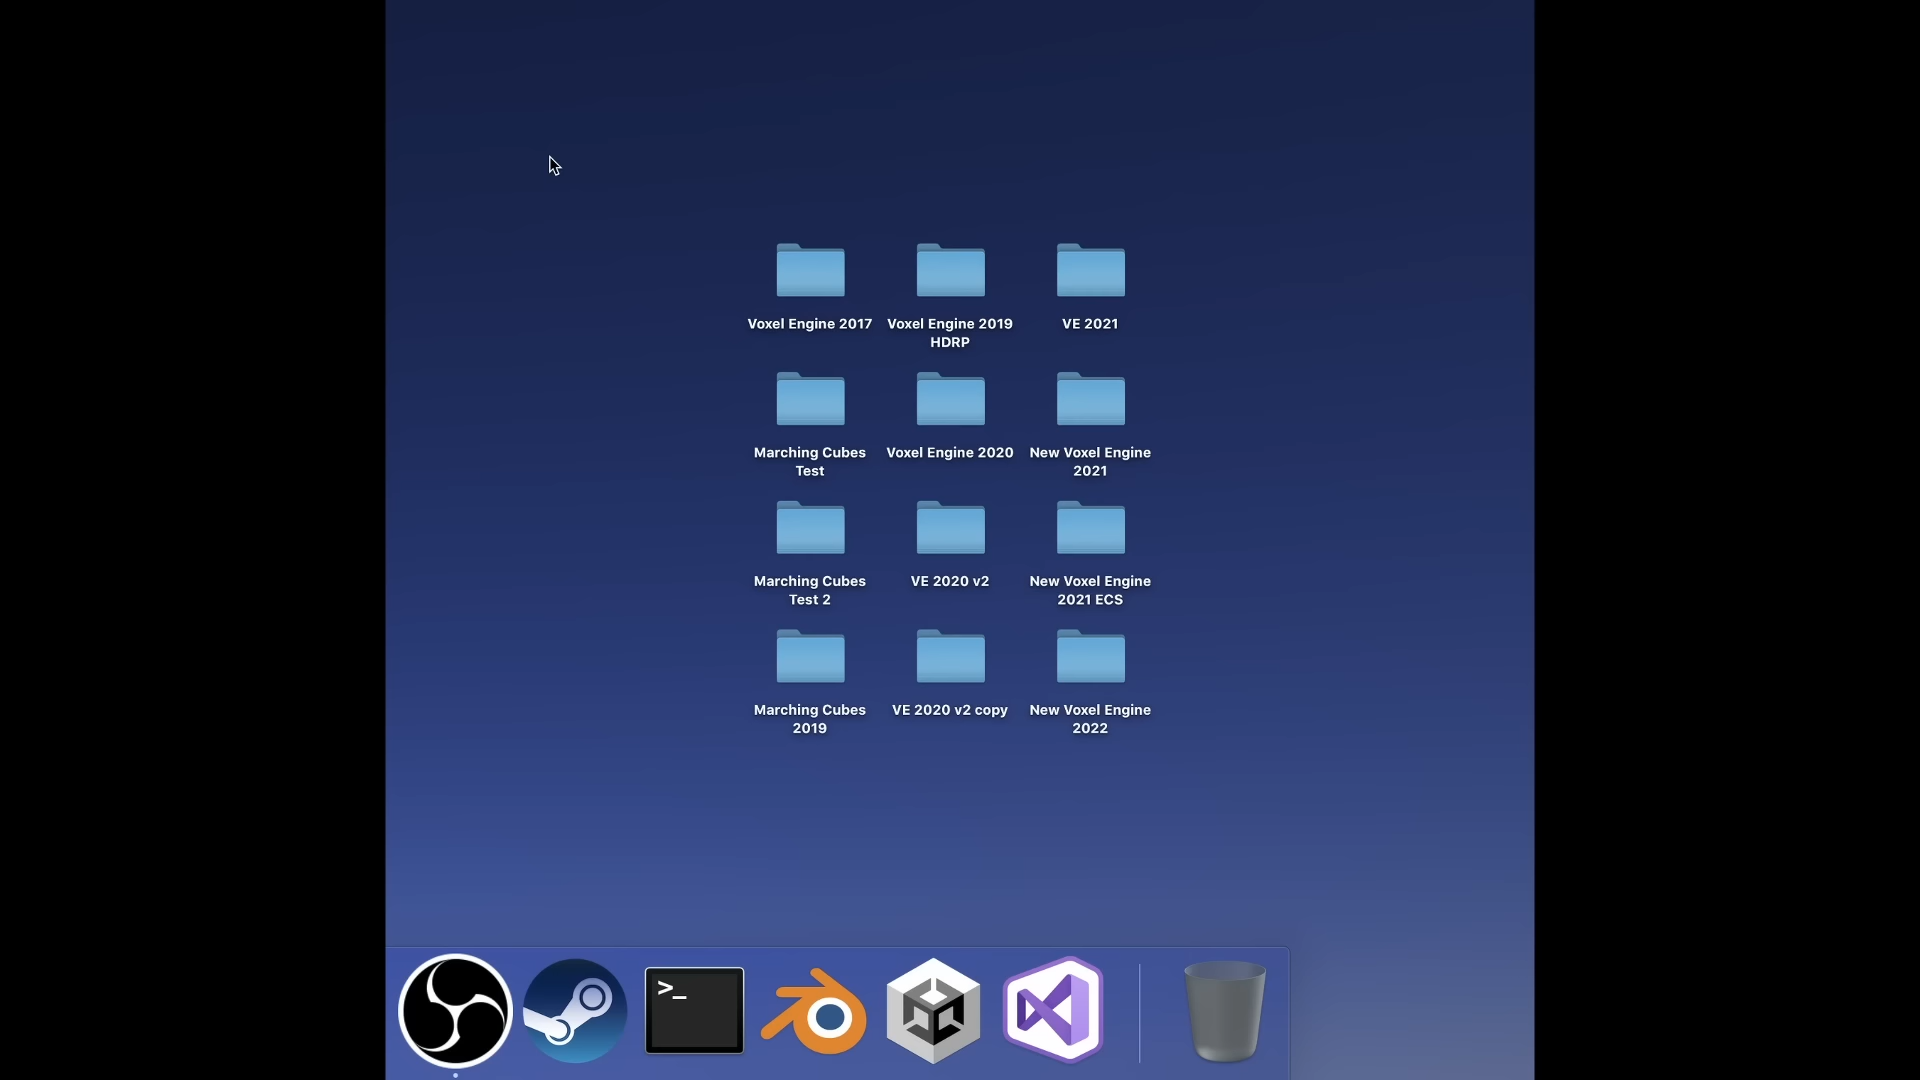 Voxel Engine 2017
Voxel Engine 2019
HDRP
VE 2021
Marching Cubes
Test
Voxel Engine 2020
New Voxel Engine
2021
Marching Cubes
Test 2
VE 2020 v2
New Voxel Engine
2021 ECS
Marching Cubes
2019
VE 2020 v2 copy
New Voxel Engine
2022
>_